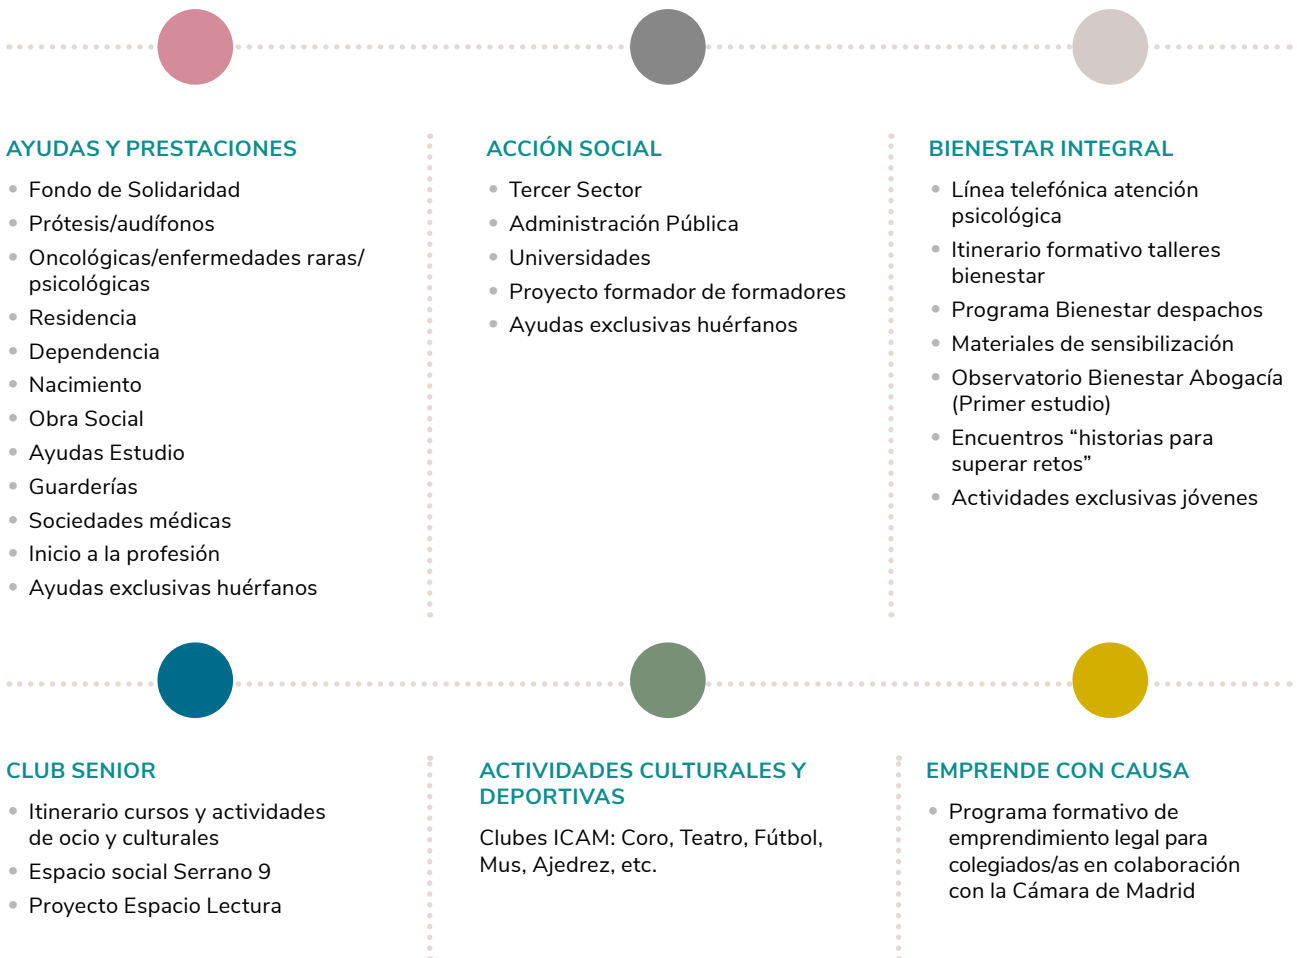 AYUDAS Y PRESTACIONES
Fondo de Solidaridad
Prótesis/audífonos
Oncológicas/enfermedades raras/
psicológicas
Residencia
Dependencia
Nacimiento
Obra Social
Ayudas Estudio
Guarderías
Sociedades médicas
Inicio a la profesión
Ayudas exclusivas huérfanos
ACCIÓN SOCIAL
Tercer Sector
Administración Pública
Universidades
Proyecto formador de formadores
Ayudas exclusivas huérfanos
BIENESTAR INTEGRAL
Línea telefónica atención
psicológica
Itinerario formativo talleres
bienestar
Programa Bienestar despachos
Materiales de sensibilización
Observatorio Bienestar Abogacía
(Primer estudio)
Encuentros “historias para
superar retos”
Actividades exclusivas jóvenes
CLUB SENIOR
Itinerario cursos y actividades
de ocio y culturales
Espacio social Serrano 9
Proyecto Espacio Lectura
ACTIVIDADES CULTURALES Y
DEPORTIVAS
Clubes ICAM: Coro, Teatro, Fútbol,
Mus, Ajedrez, etc.
EMPRENDE CON CAUSA
Programa formativo de
emprendimiento legal para
colegiados/as en colaboración
con la Cámara de Madrid